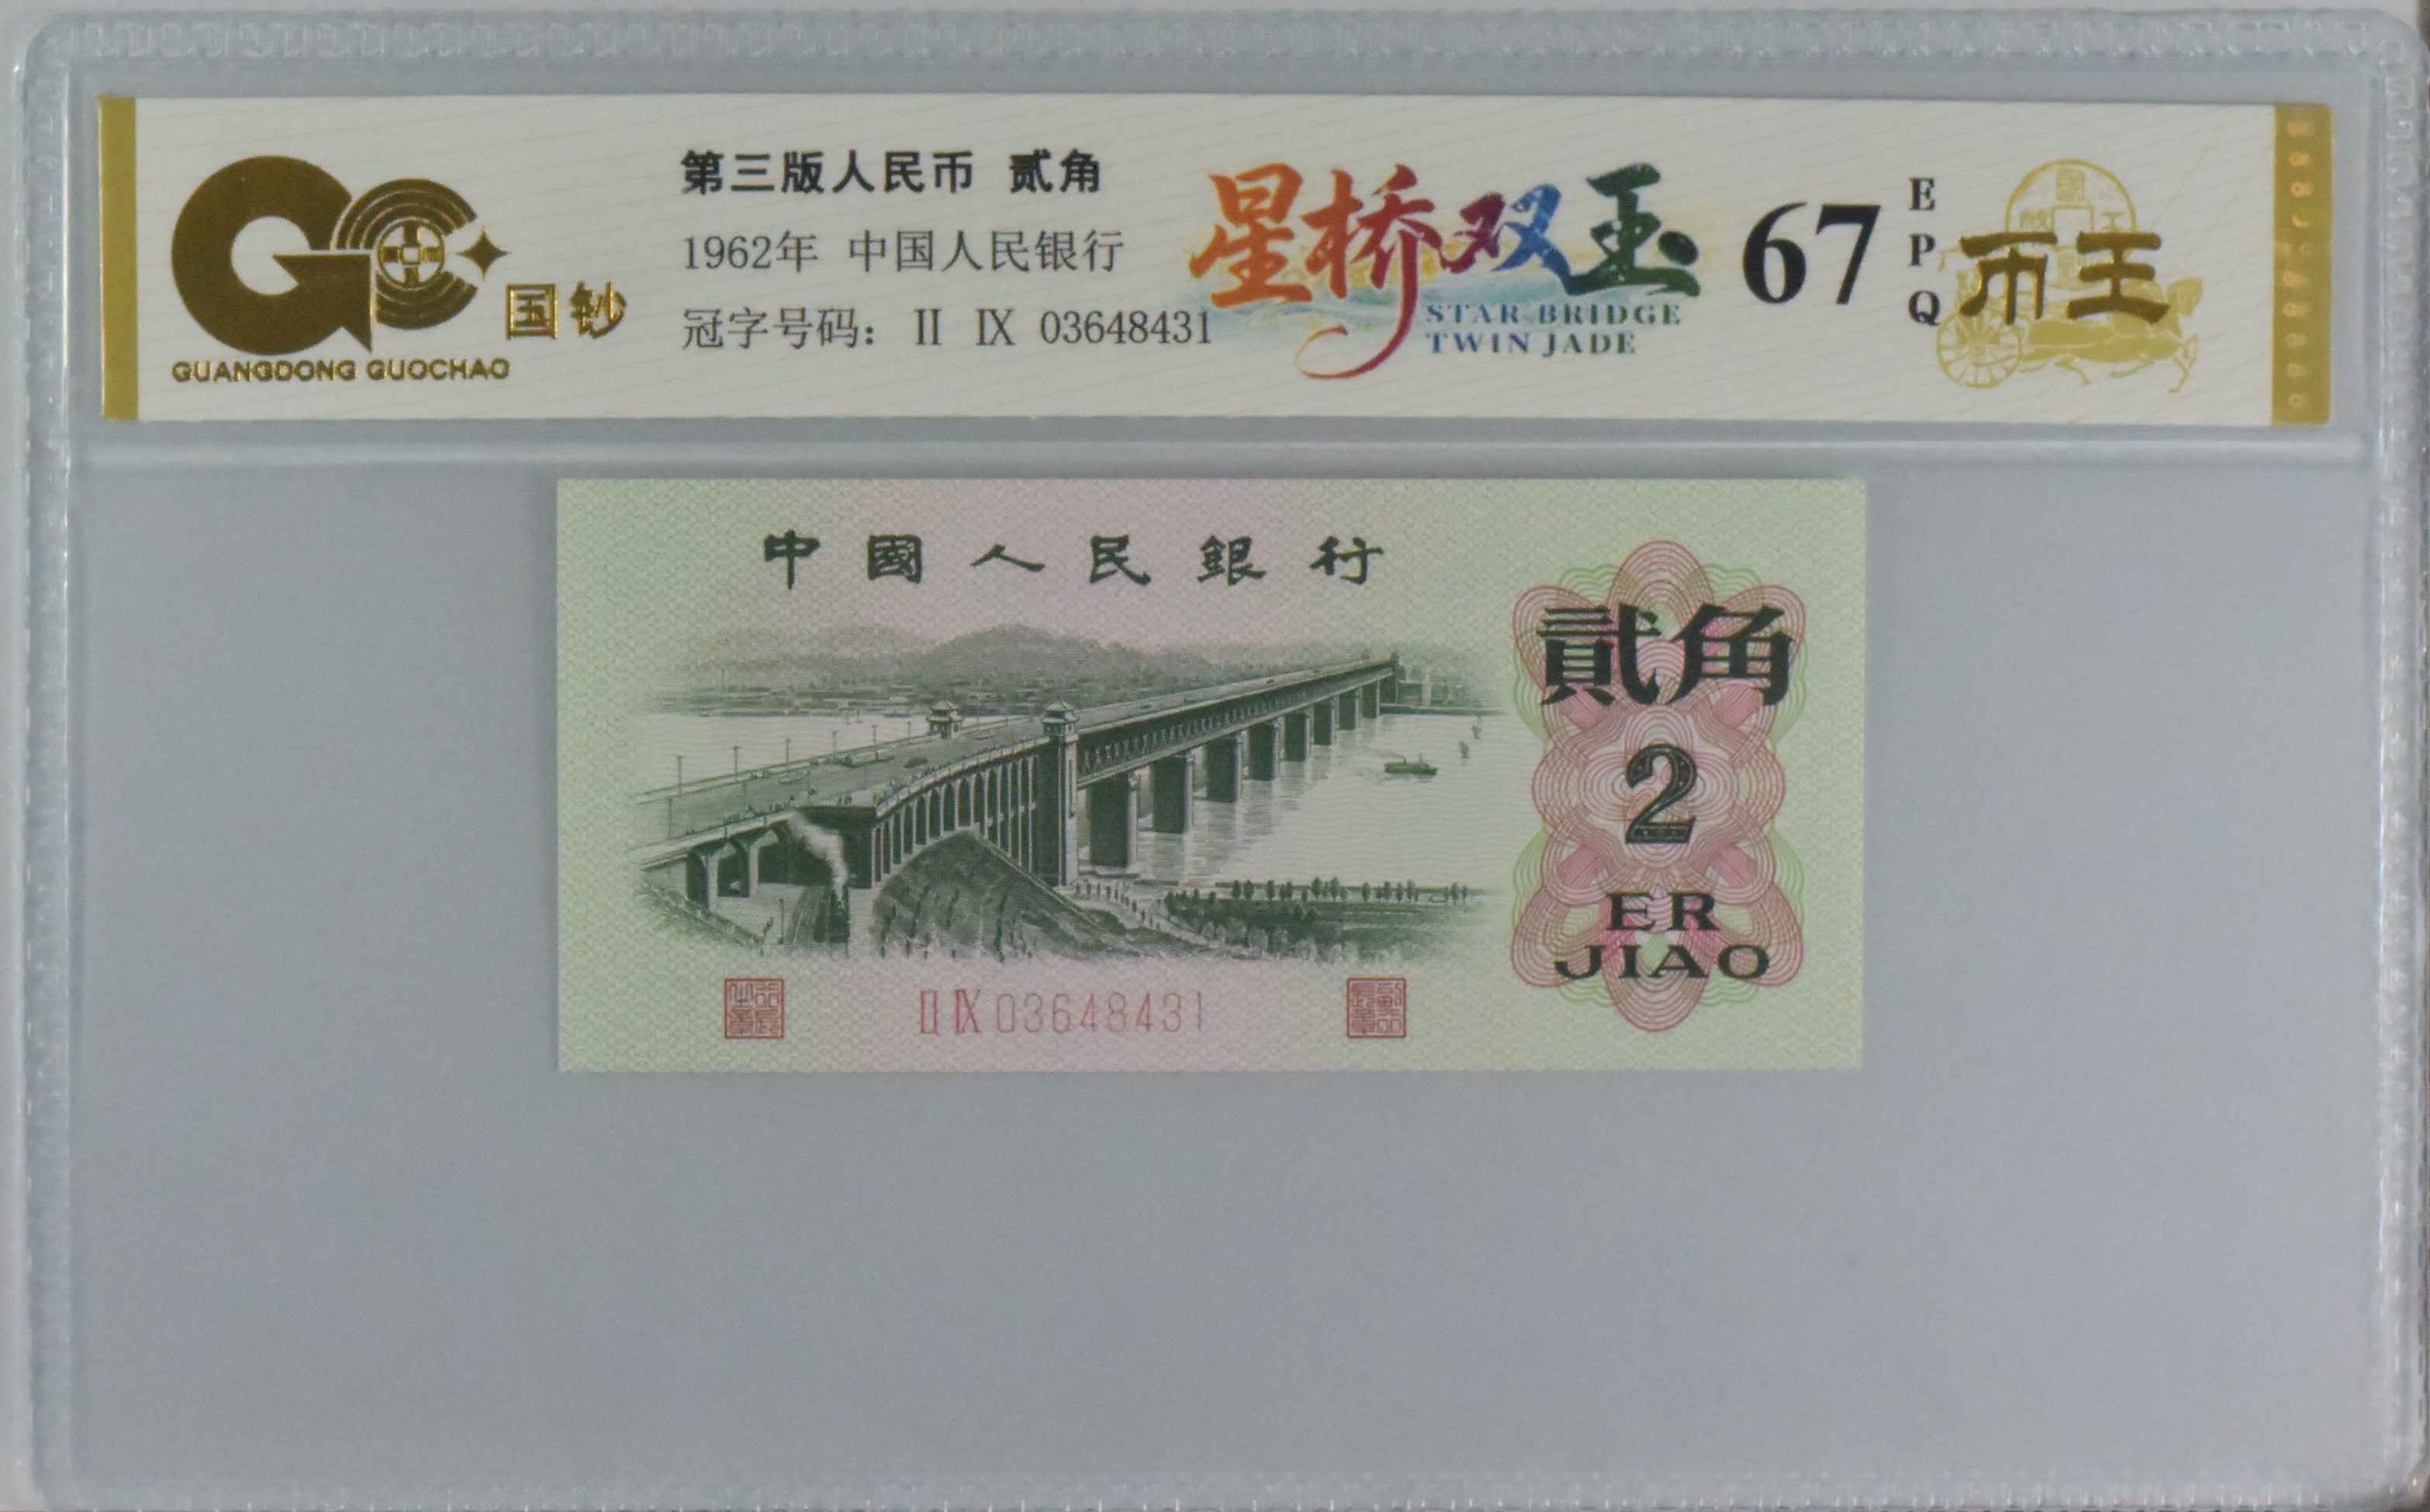 国钞
GUANGDONG GUOCHAO
第三版人民币 贰角
1962年 中国人民银行
冠字号码: II IX 03648431
星桥双玉
STAR BRIDGE
TWIN JADE
67
E
P
Q
币王
中國人民銀行
貳角
2
ER
JIAO
II IX 03648431